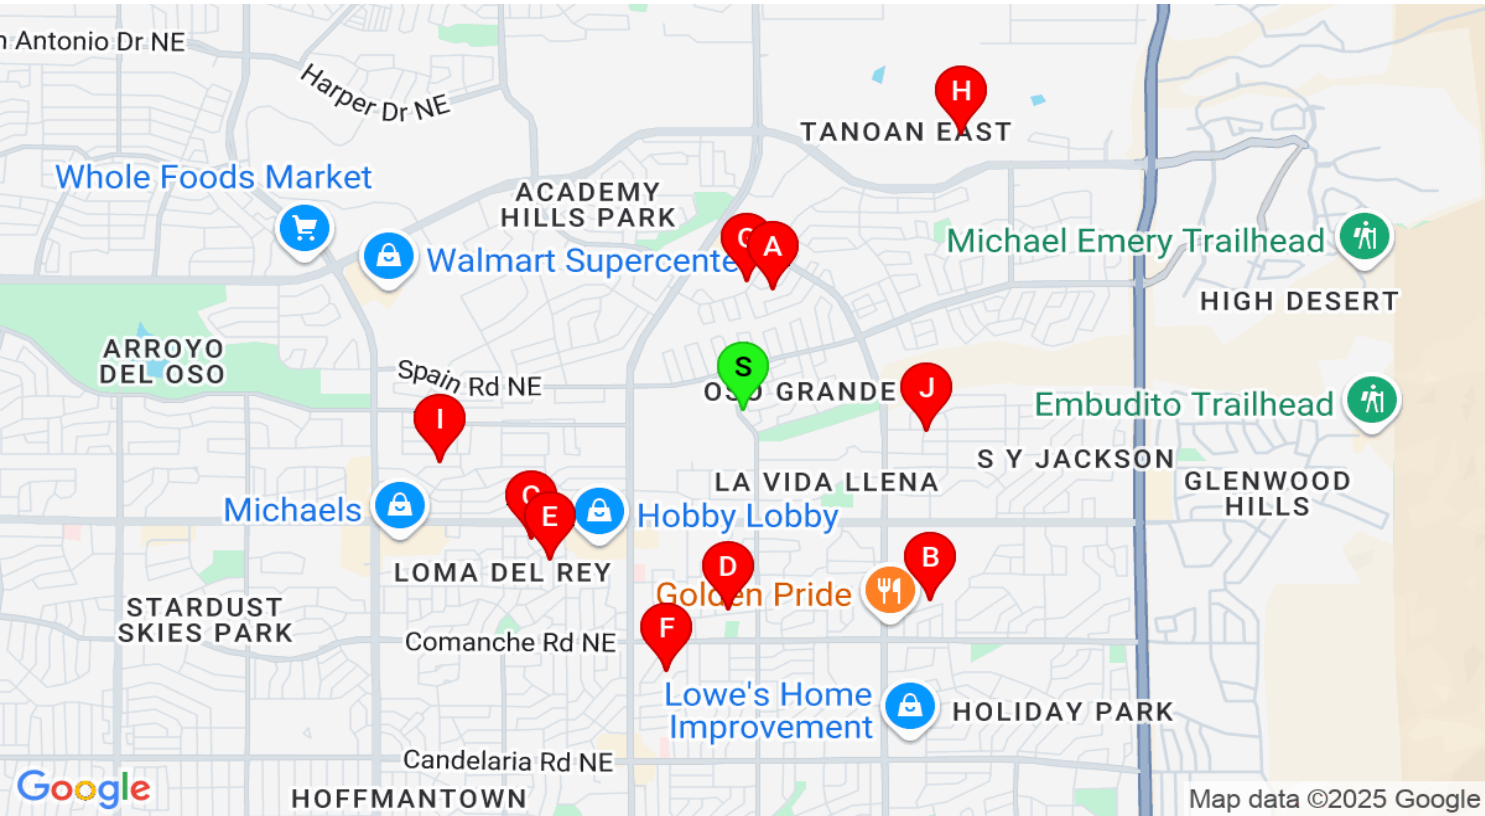 n Antonio Dr NE
Harper Dr NE
H
TANOAN EAST
Whole Foods Market
ACADEMY
HILLS PARK
A
Michael Emery Trailhead
Walmart Supercente
HIGH DESERT
ARROYO
DEL OSO
Spain Rd NE
S
OSO GRANDE
J
Embudito Trailhead
I
S Y JACKSON
LA VIDA LLENA
GLENWOOD
HILLS
Michaels
E
Hobby Lobby
LOMA DEL REY
D
B
Golden Pride
STARDUST
SKIES PARK
F
Comanche Rd NE
Lowe's Home
Improvement
HOLIDAY PARK
Candelaria Rd NE
Google
HOFFMANTOWN
Map data ©2025 Google